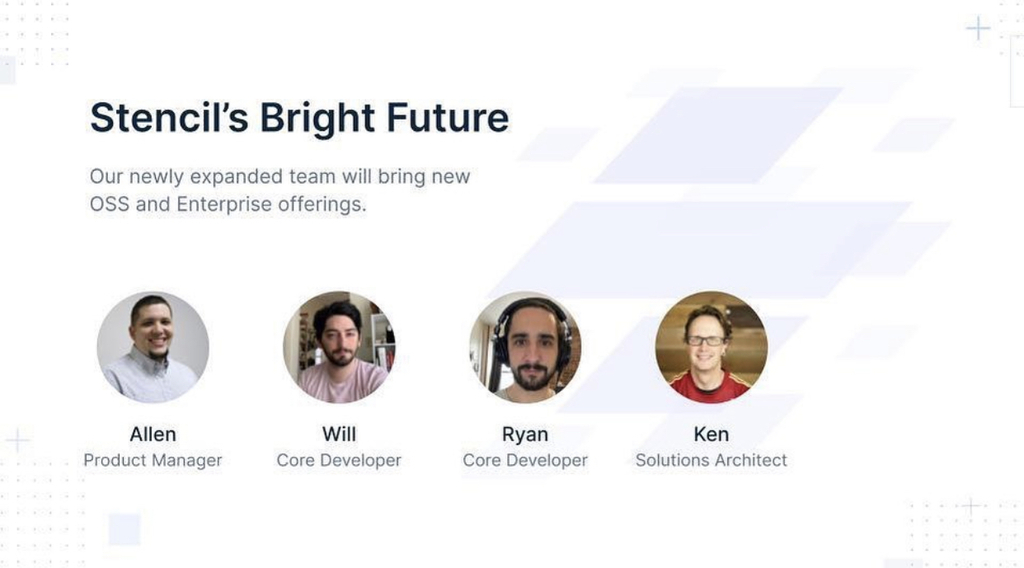 Stencil’s Bright Future
Our newly expanded team will bring new
OSS and Enterprise offerings.
Allen
Product Manager
Will
Core Developer
Ryan
Core Developer
Ken
Solutions Architect